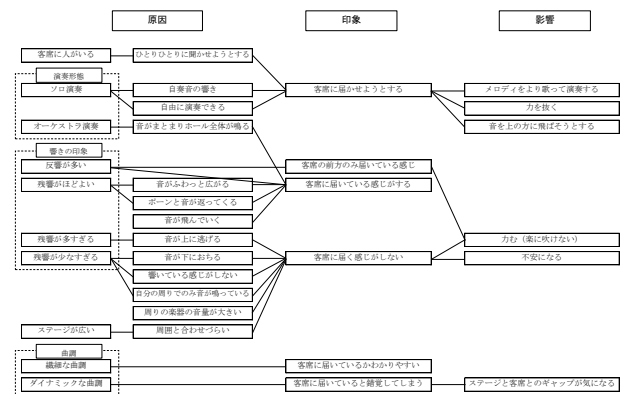 原因 印象 影響
客席に人がいる ひとりひとりに聞かせようとする
演奏形態
ソロ演奏 自奏音の響き 客席に届かせようとする メロディをより歌って演奏する
自由に演奏できる 力を抜く
オーケストラ演奏 音がまとまりホール全体が鳴る 音を上の方に飛ばそうとする
響きの印象
反響が多い 客席の前方のみ届いている感じ
残響がほどよい 音がふわっと広がる 客席に届いている感じがする
ボーンと音が返ってくる
音が飛んでいく
残響が多すぎる 音が上に逃げる 力む（楽に吹けない）
残響が少なすぎる 音が下におちる 客席に届く感じがしない 不安になる
響いている感じがしない
自分の周りでのみ音が鳴っている
周りの楽器の音量が大きい
ステージが広い 周囲と合わせづらい
曲調
繊細な曲調 客席に届いているかわかりやすい
ダイナミックな曲調 客席に届いていると錯覚してしまう ステージと客席とのギャップが気になる